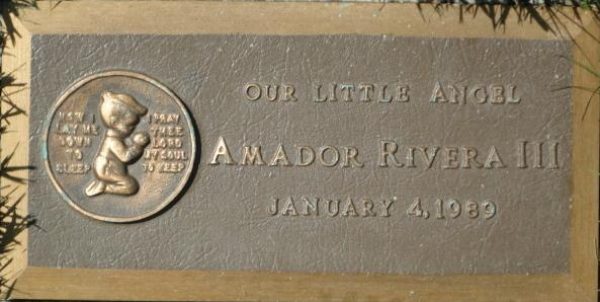 NOW I
LAY ME
DOWN
TO
SLEEP
I PRAY
THEE
LORD
MY SOUL
TO KEEP
OUR LITTLE ANGEL
AMADOR RIVERA III
JANUARY 4, 1989